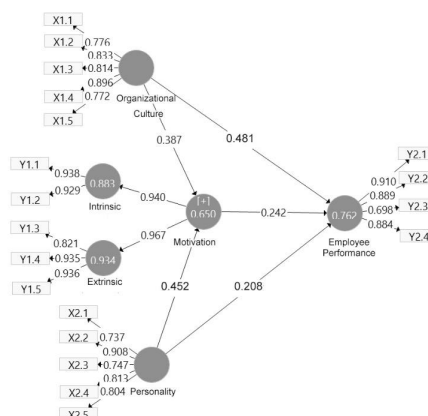 X1.1
X1.2
0.776
0.833
X1.3
0.814
0.896
X1.4
0.772
X1.5
Organizational
Culture
0.387
0.481
Y1.1
0.938
0.883
Y1.2
0.929
Intrinsic
0.940
[+]
0.650
Motivation
0.242
Y2.1
0.910
Y2.2
0.889
0.762
0.698
Y2.3
0.884
Y2.4
Employee
Performance
Y1.3
0.821
Y1.4
0.935
0.934
0.936
Y1.5
Extrinsic
0.967
0.452
0.208
X2.1
0.737
X2.2
0.908
X2.3
0.747
0.813
X2.4
0.804
X2.5
Personality